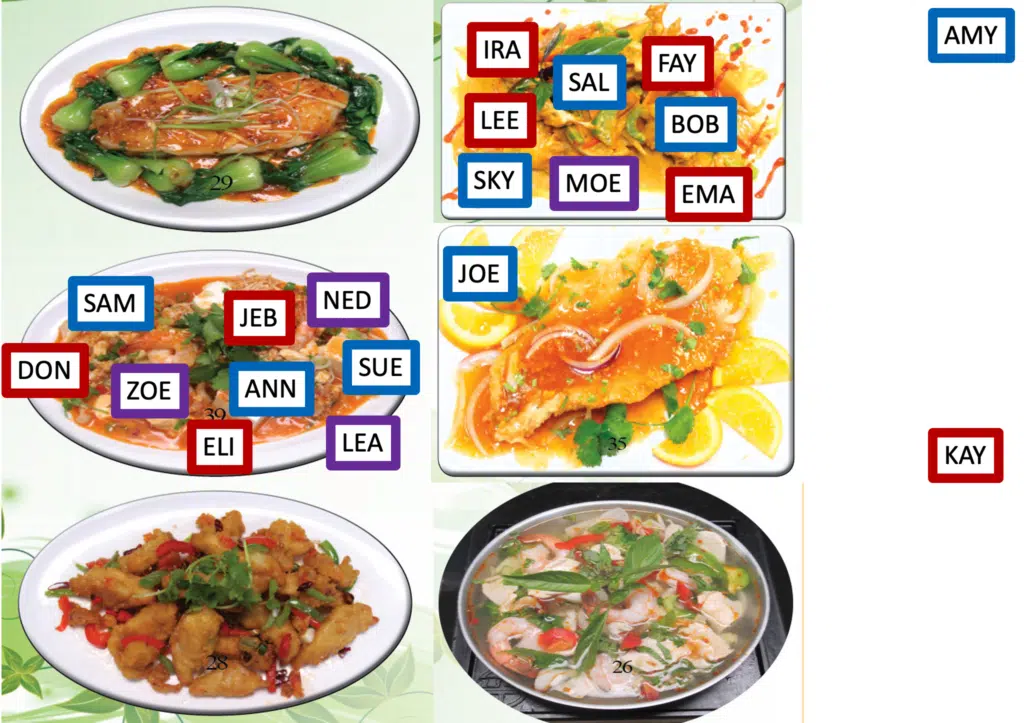 AMY
IRA
FAY
SAL
LEE
BOB
SKY
MOE
EMA
29
JOE
SAM
JEB
NED
DON
ZOE
ANN
SUE
39
ELI
LEA
35
KAY
28
26